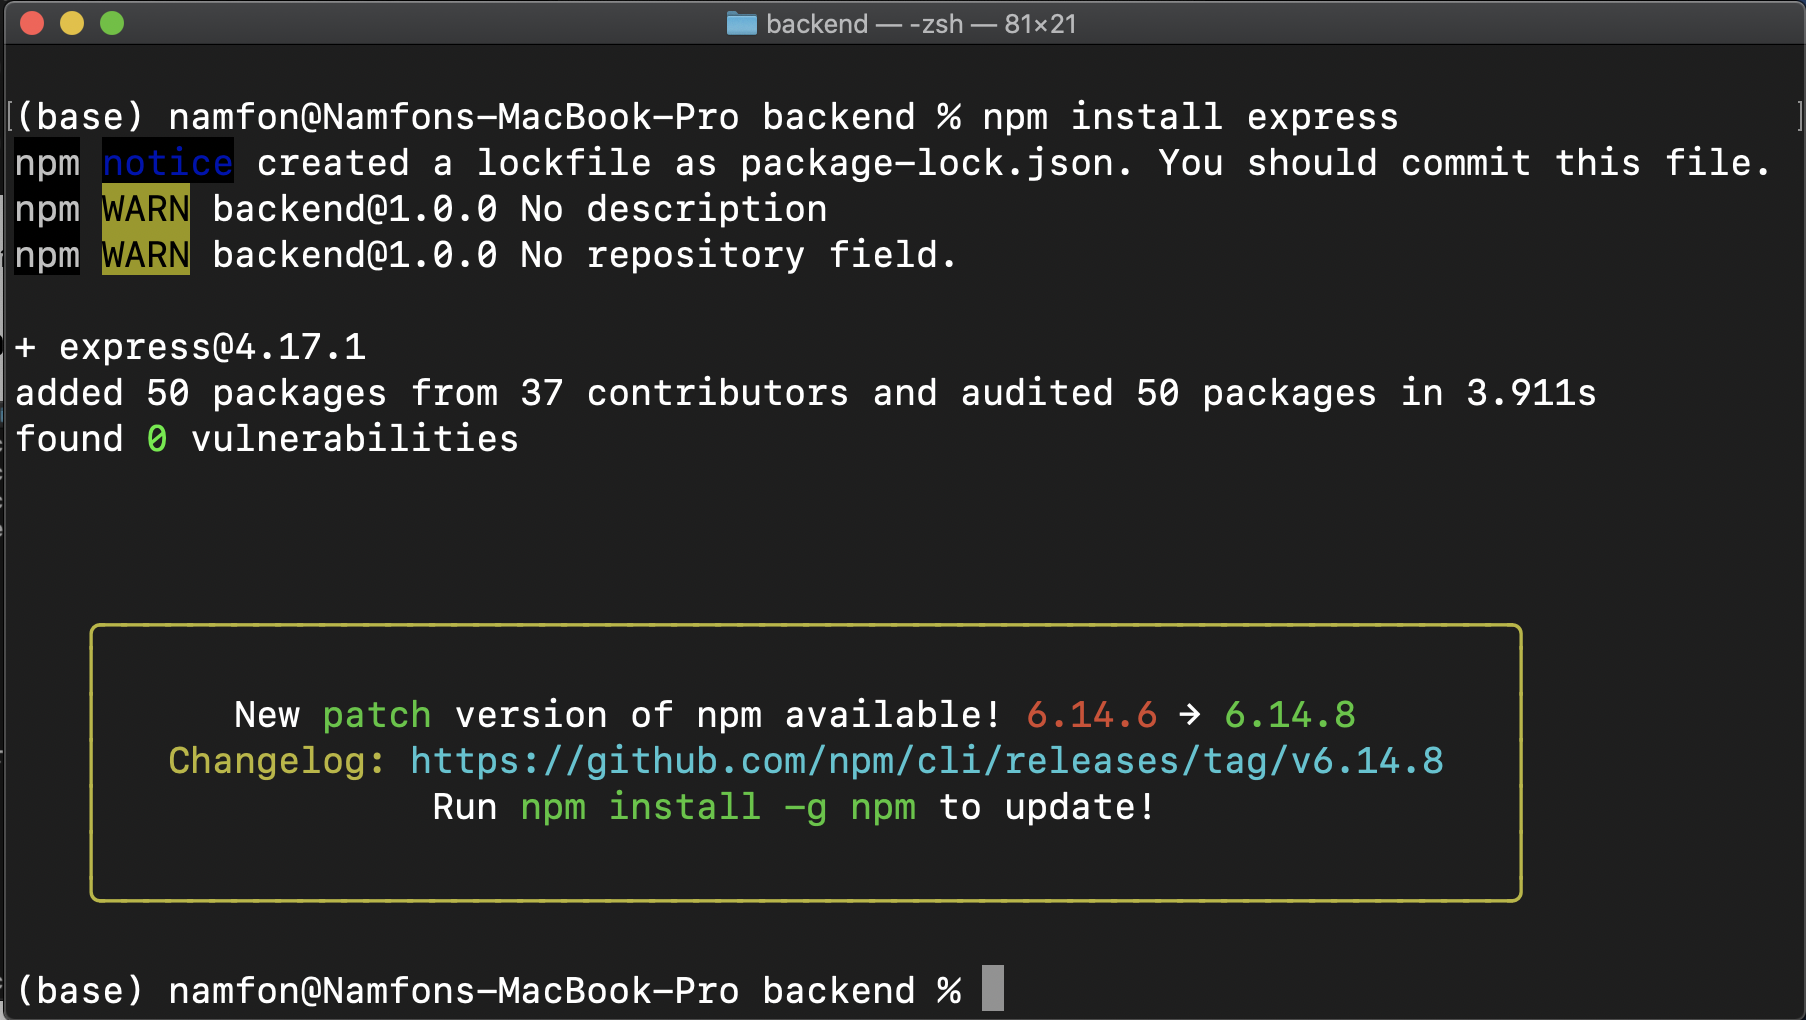 backend — -zsh — 81×21
(base) namfon@Namfons-MacBook-Pro backend % npm install express
npm notice created a lockfile as package-lock.json. You should commit this file.
npm WARN backend@1.0.0 No description
npm WARN backend@1.0.0 No repository field.
+ express@4.17.1
added 50 packages from 37 contributors and audited 50 packages in 3.911s
found 0 vulnerabilities
New patch version of npm available! 6.14.6 → 6.14.8
Changelog: https://github.com/npm/cli/releases/tag/v6.14.8
Run npm install -g npm to update!
(base) namfon@Namfons-MacBook-Pro backend %